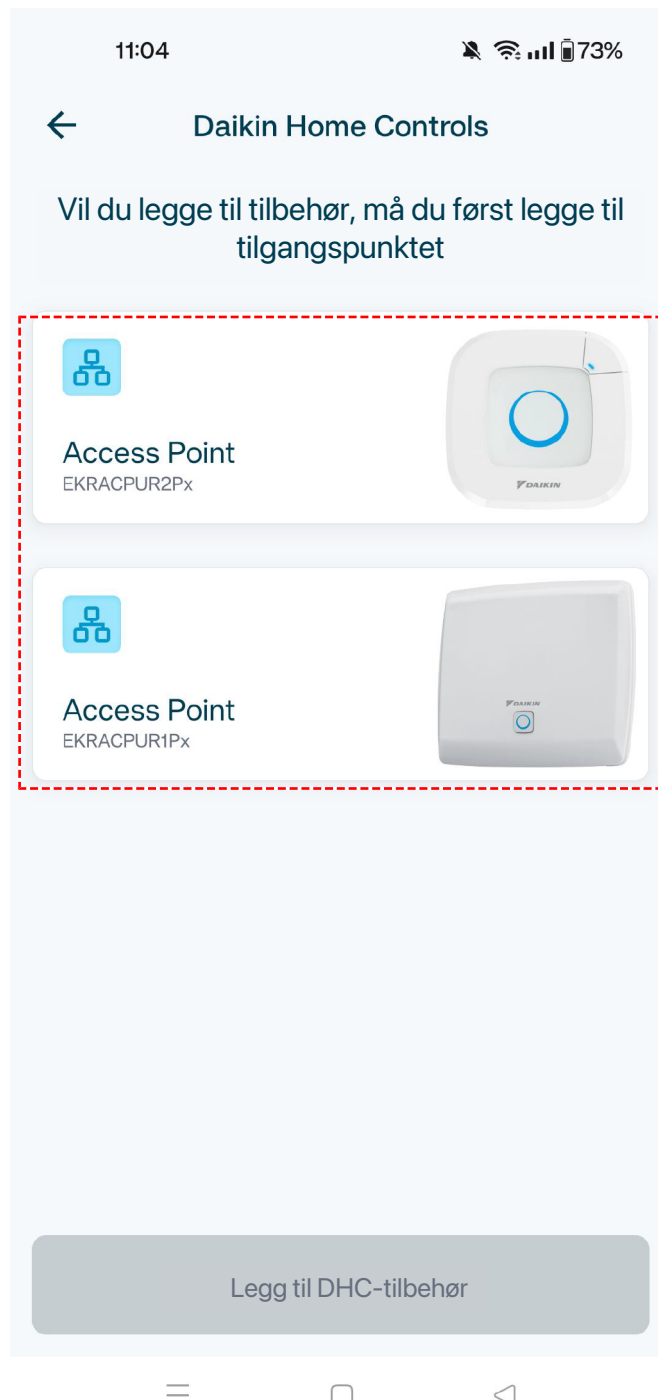 11:04
73%
Daikin Home Controls
Vil du legge til tilbehør, må du først legge til
tilgangspunktet
Access Point
EKRACPUR2Px
DAIKIN
Access Point
EKRACPUR1Px
DAIKIN
Legg til DHC-tilbehør